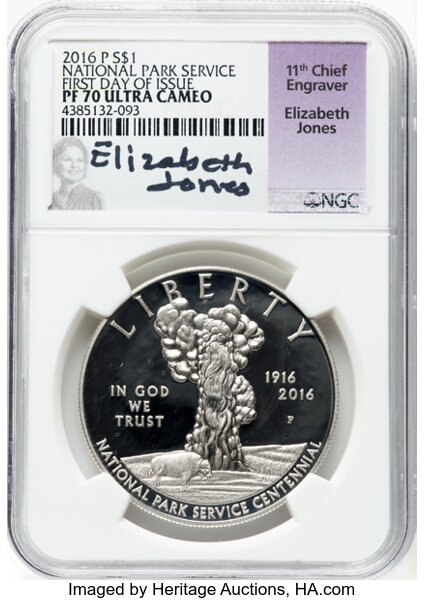 2016 P S$1
NATIONAL PARK SERVICE
FIRST DAY OF ISSUE
PF 70 ULTRA CAMEO
4385132-093
Elizabeth
Jones
11th Chief
Engraver
Elizabeth
Jones
NGC
LIBERTY
IN GOD
WE
TRUST
1916
2016
P
NATIONAL PARK SERVICE CENTENNIAL
Imaged by Heritage Auctions, HA.com